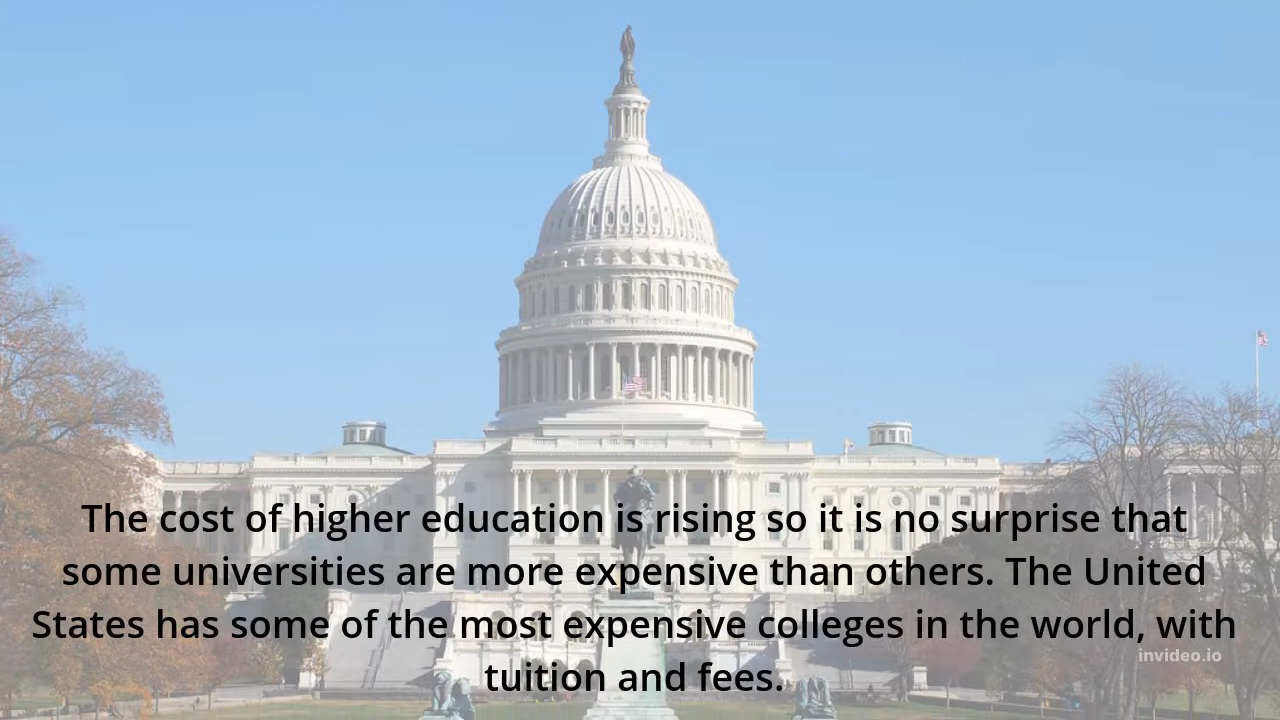 The cost of higher education is rising so it is no surprise that
some universities are more expensive than others. The United
States has some of the most expensive colleges in the world, with
invideo.io
tuition and fees.